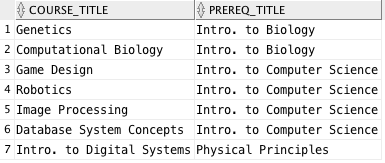 COURSE_TITLE PREREQ_TITLE
1 Genetics Intro. to Biology
2 Computational Biology Intro. to Biology
3 Game Design Intro. to Computer Science
4 Robotics Intro. to Computer Science
5 Image Processing Intro. to Computer Science
6 Database System Concepts Intro. to Computer Science
7 Intro. to Digital Systems Physical Principles